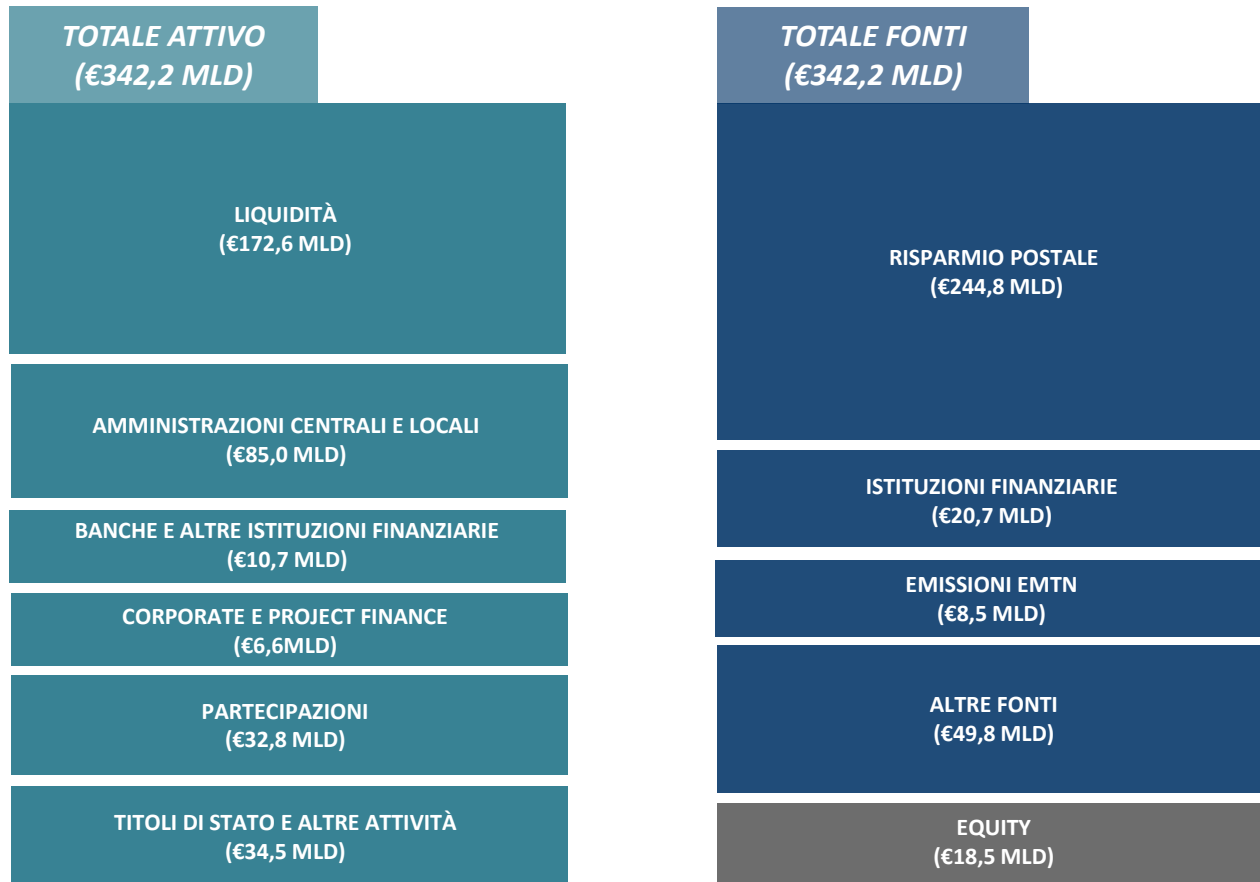 TOTALE ATTIVO
(€342,2 MLD)
LIQUIDITÀ
(€172,6 MLD)
AMMINISTRAZIONI CENTRALI E LOCALI
(€85,0 MLD)
BANCHE E ALTRE ISTITUZIONI FINANZIARIE
(€10,7 MLD)
CORPORATE E PROJECT FINANCE
(€6,6MLD)
PARTECIPAZIONI
(€32,8 MLD)
TITOLI DI STATO E ALTRE ATTIVITÀ
(€34,5 MLD)
TOTALE FONTI
(€342,2 MLD)
RISPARMIO POSTALE
(€244,8 MLD)
ISTITUZIONI FINANZIARIE
(€20,7 MLD)
EMISSIONI EMTN
(€8,5 MLD)
ALTRE FONTI
(€49,8 MLD)
EQUITY
(€18,5 MLD)